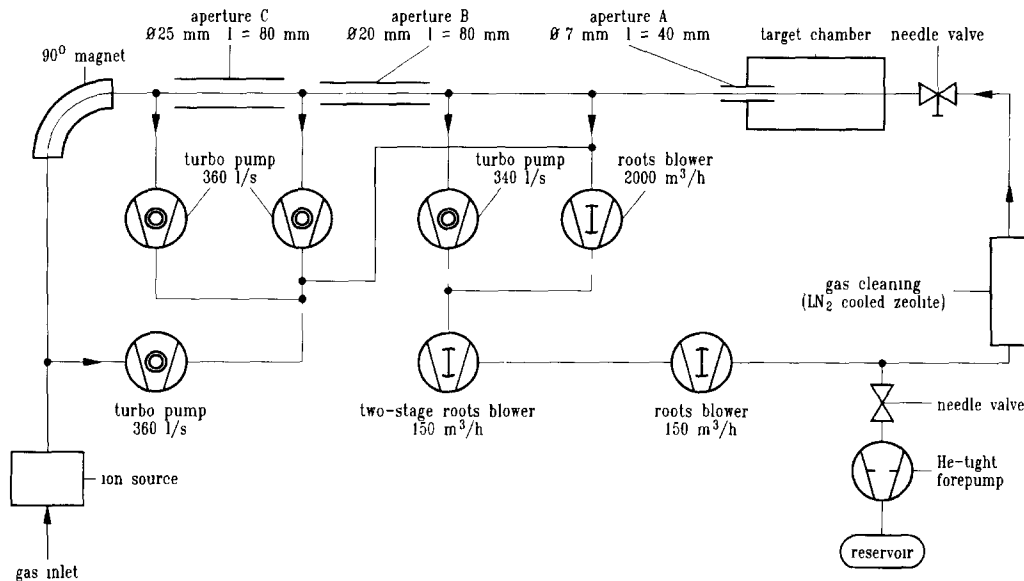 aperture C
Ø25 mm l = 80 mm
aperture B
Ø20 mm l = 80 mm
aperture A
Ø 7 mm l = 40 mm
target chamber
needle valve
90° magnet
turbo pump
360 l/s
turbo pump
340 l/s
roots blower
2000 m³/h
gas cleaning
(LN₂ cooled zeolite)
turbo pump
360 l/s
two-stage roots blower
150 m³/h
roots blower
150 m³/h
needle valve
ion source
He-tight
forepump
reservoir
gas inlet